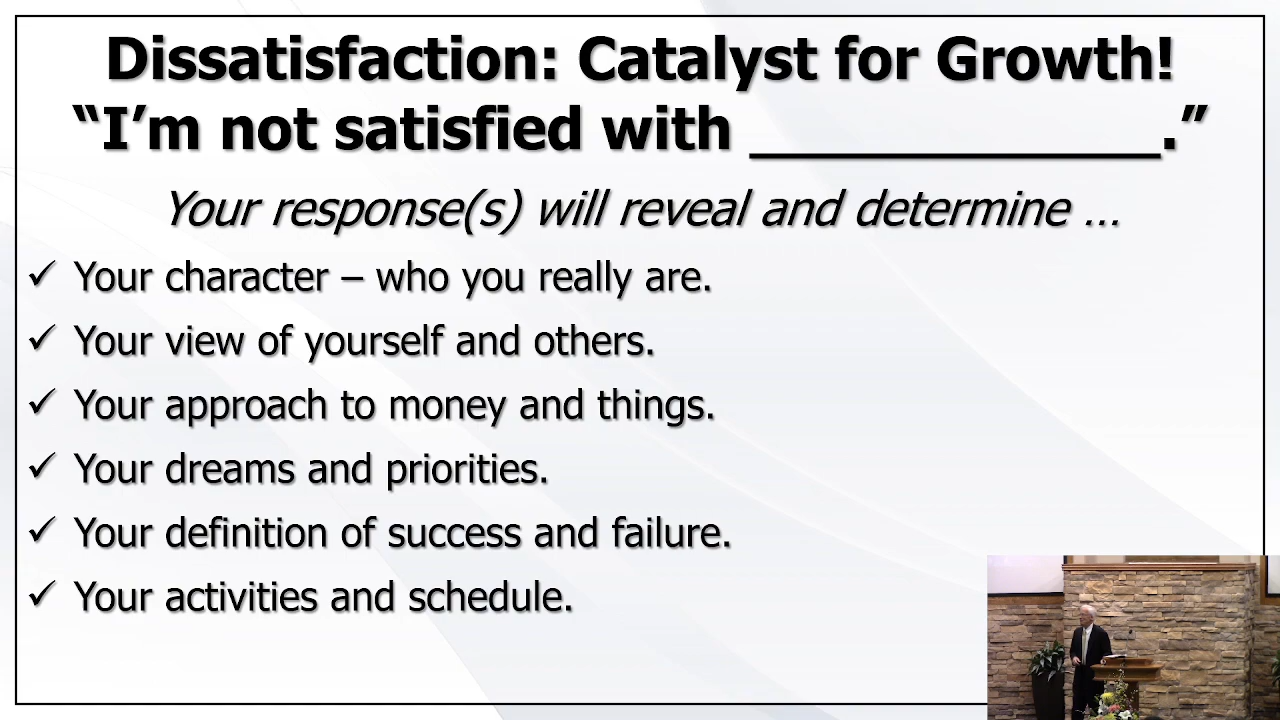 Dissatisfaction: Catalyst for Growth!
“I’m not satisfied with ____________.”
Your response(s) will reveal and determine …
✓ Your character – who you really are.
✓ Your view of yourself and others.
✓ Your approach to money and things.
✓ Your dreams and priorities.
✓ Your definition of success and failure.
✓ Your activities and schedule.